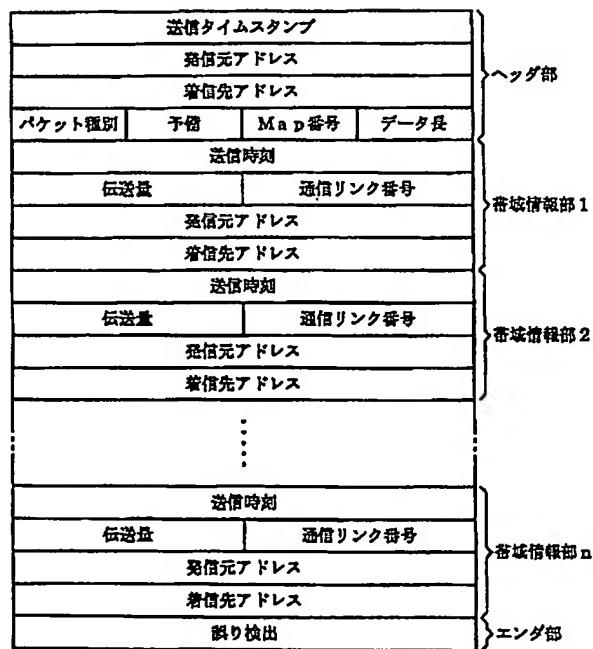 送信タイムスタンプ
発信元アドレス
着信先アドレス
ヘッダ部
パケット種別 予備 Map番号 データ長
送信時刻
伝送量 通信リンク番号
発信元アドレス
着信先アドレス
帯域情報部1
送信時刻
伝送量 通信リンク番号
発信元アドレス
着信先アドレス
帯域情報部2
送信時刻
伝送量 通信リンク番号
発信元アドレス
着信先アドレス
帯域情報部n
誤り検出
エンダ部